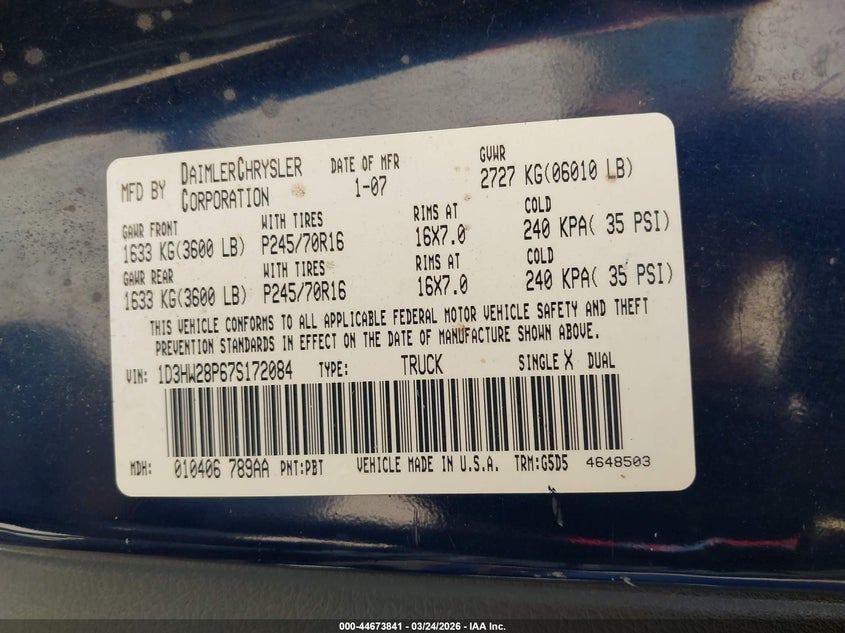 MFD BY DAIMLERCHRYSLER CORPORATION DATE OF MFR 1-07 GVWR 2727 KG(06010 LB)
GAWR FRONT WITH TIRES RIMS AT COLD
1633 KG(3600 LB) P245/70R16 16X7.0 240 KPA( 35 PSI)
GAWR REAR WITH TIRES RIMS AT COLD
1633 KG(3600 LB) P245/70R16 16X7.0 240 KPA( 35 PSI)
THIS VEHICLE CONFORMS TO ALL APPLICABLE FEDERAL MOTOR VEHICLE SAFETY AND THEFT
PREVENTION STANDARDS IN EFFECT ON THE DATE OF MANUFACTURE SHOWN ABOVE.
VIN: 1D3HW28P67S172084 TYPE: TRUCK SINGLE X DUAL
MDH: 010406 789AA PNT:PBT VEHICLE MADE IN U.S.A. TRM:G5D5 4648503
000-44673841 - 03/24/2026 - IAA Inc.